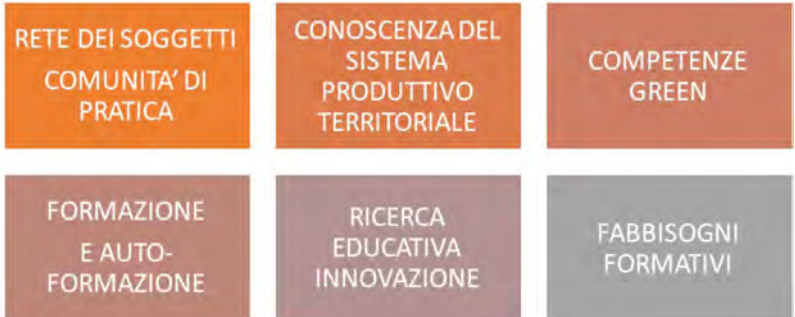 RETE DEI SOGGETTI
COMUNITA' DI
PRATICA
CONOSCENZA DEL
SISTEMA
PRODUTTIVO
TERRITORIALE
COMPETENZE
GREEN
FORMAZIONE
E AUTO-
FORMAZIONE
RICERCA
EDUCATIVA
INNOVAZIONE
FABBISOGNI
FORMATIVI